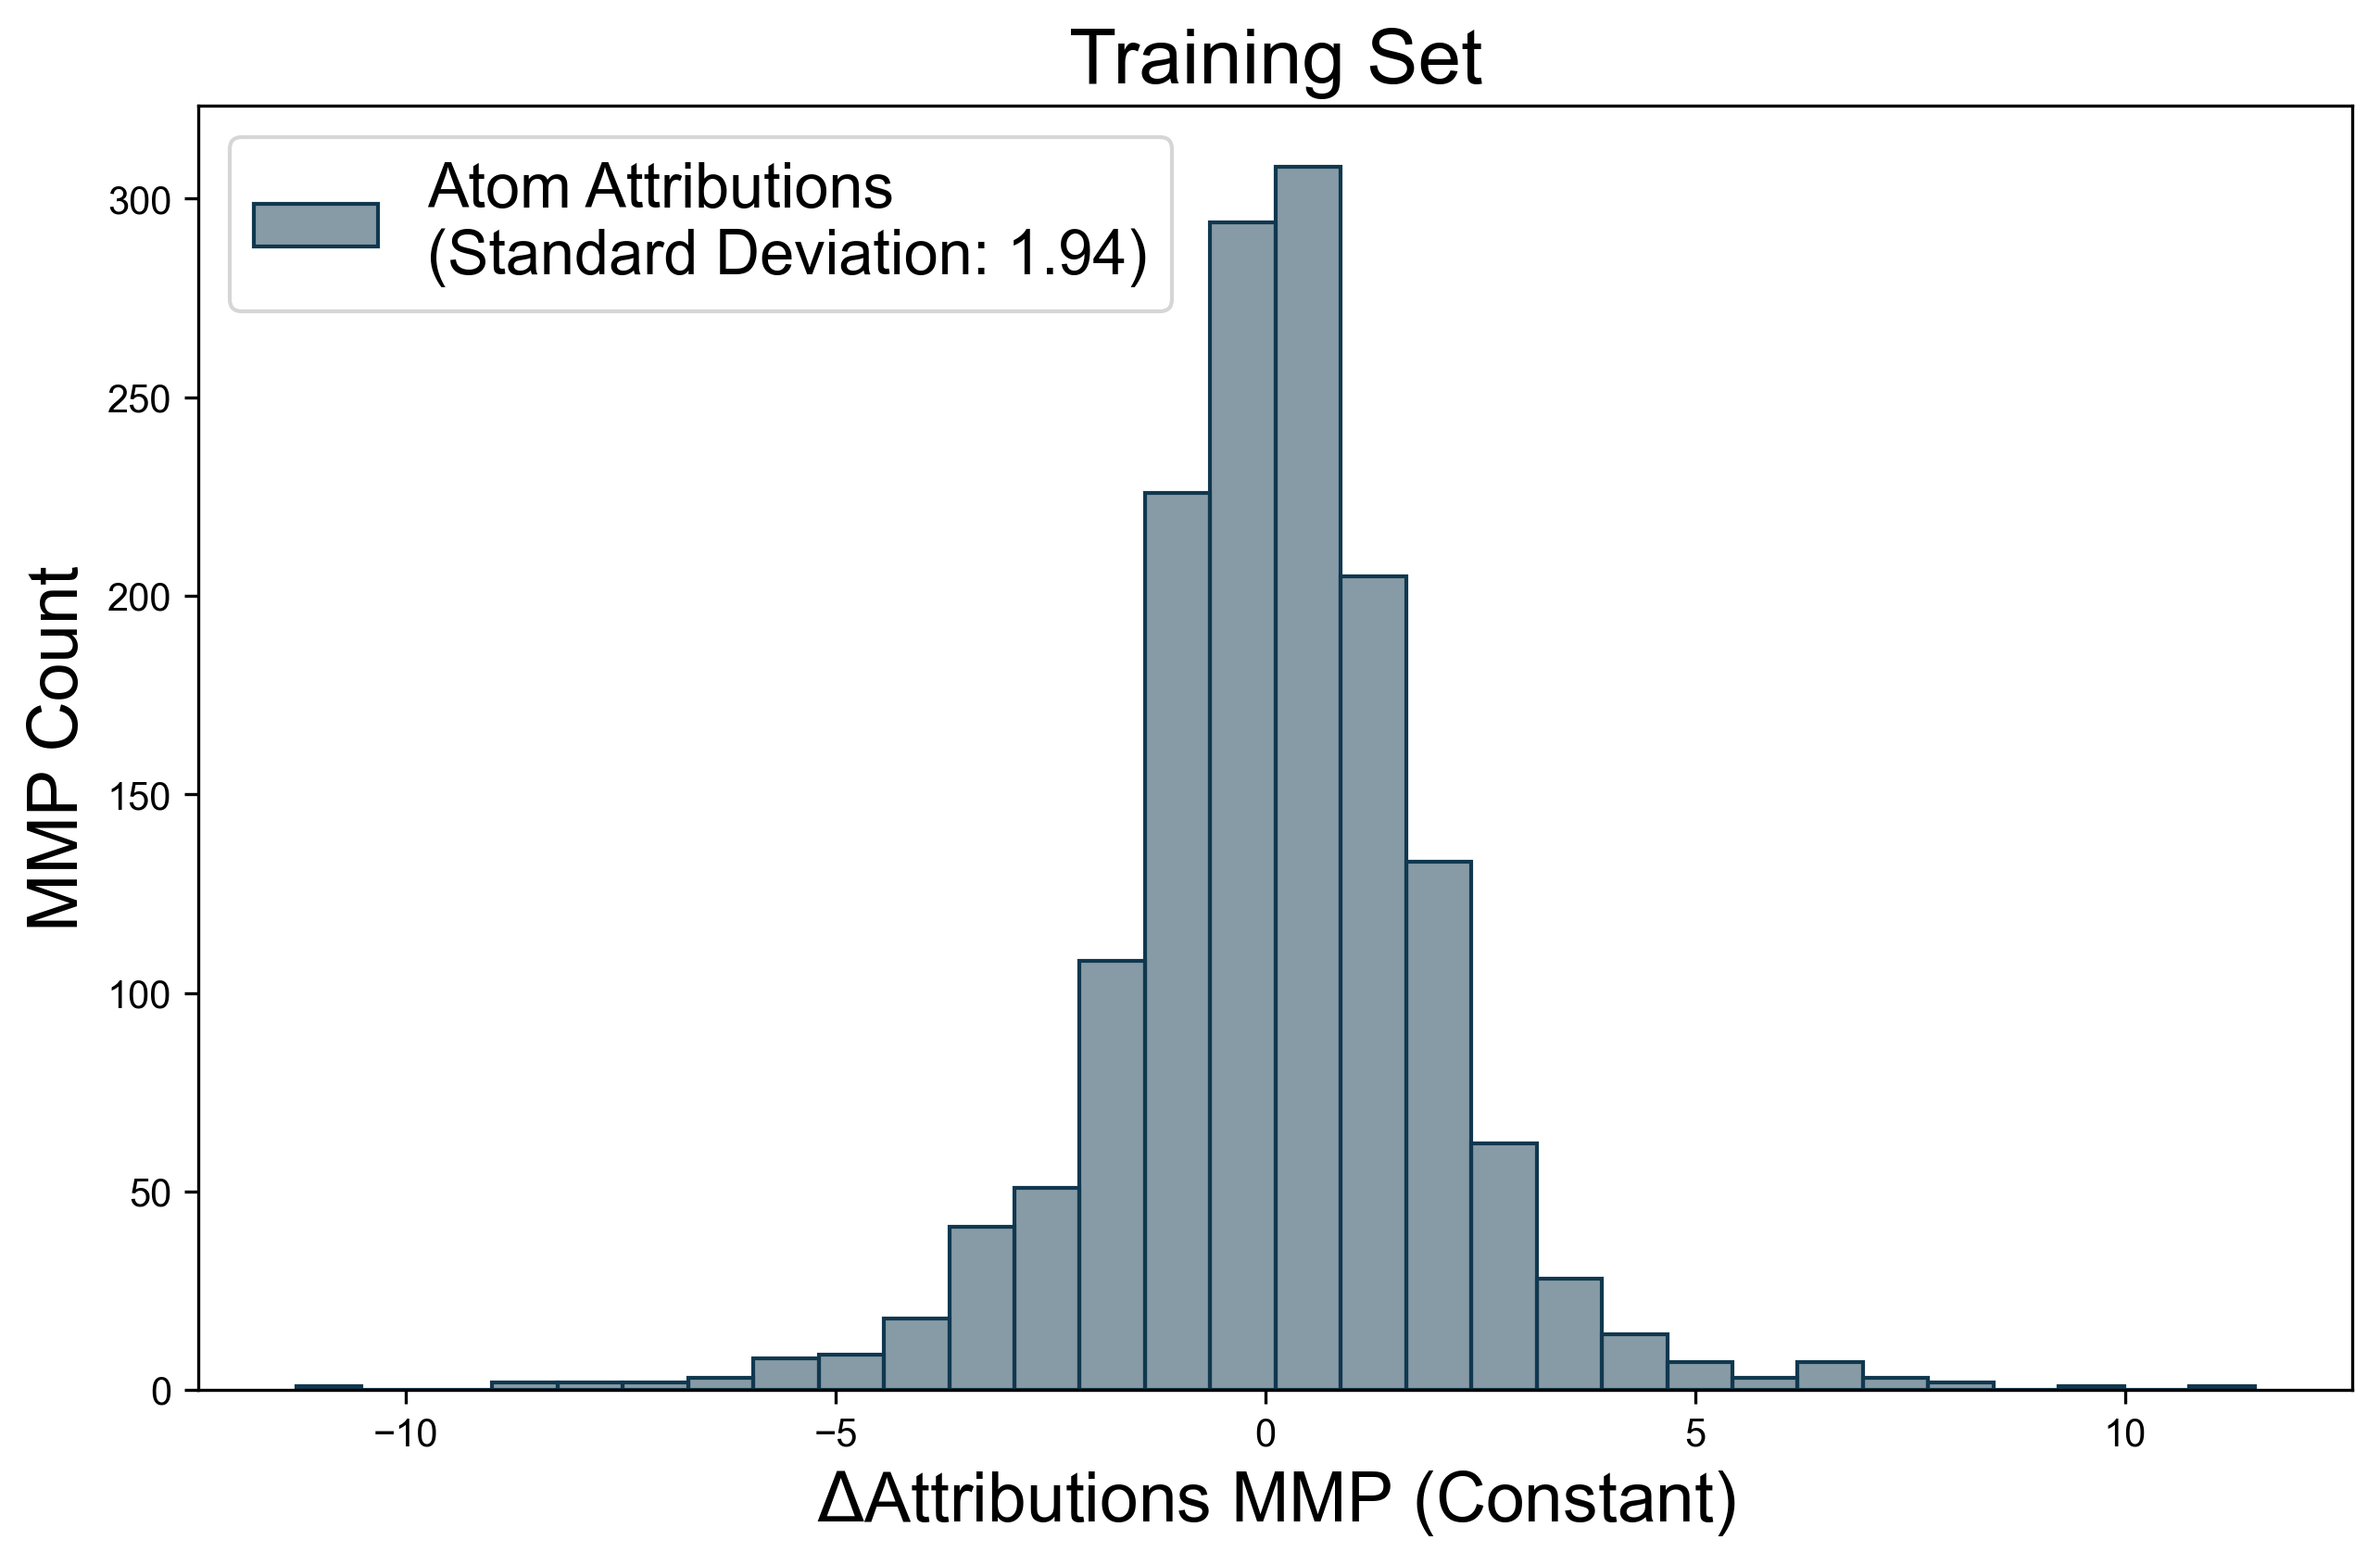 Training Set
Atom Attributions
(Standard Deviation: 1.94)
MMP Count
300
250
200
150
100
50
0
−10
−5
0
5
10
ΔAttributions MMP (Constant)